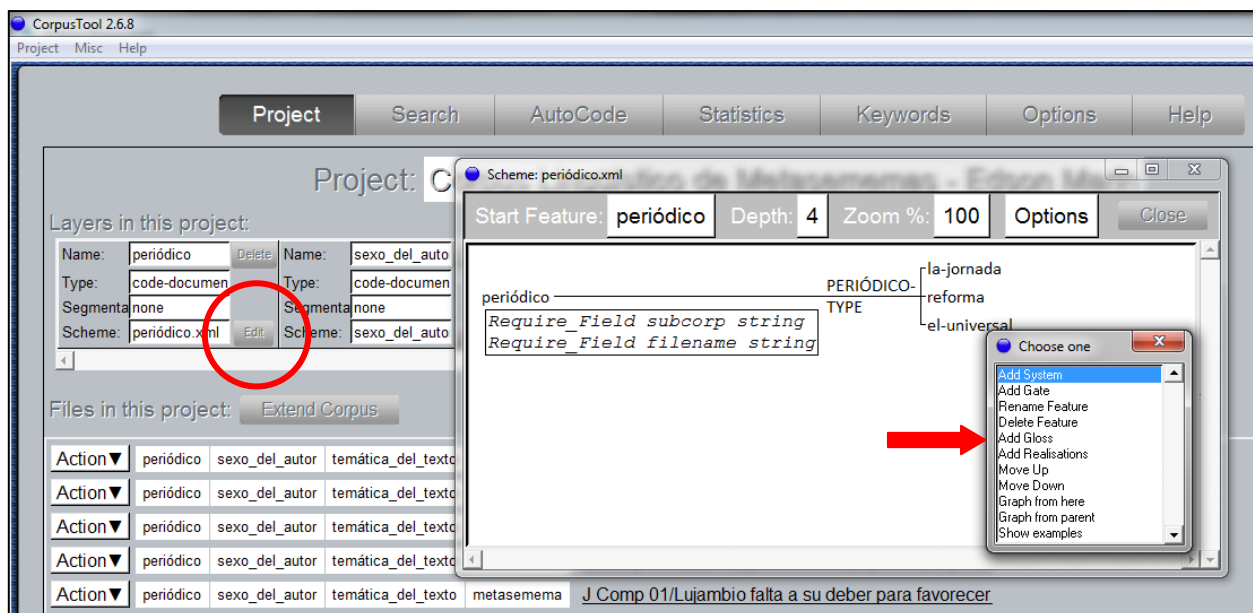 CorpusTool 2.6.8
Project Misc Help
Project Search AutoCode Statistics Keywords Options Help
Project: C
Layers in this project:
Name: periódico Delete Name: sexo_del_auto
Type: code-documen Type: code-documen
Segmenta none Segmenta none
Scheme: periódico.xml Edit Scheme: sexo_del_auto
Files in this project: Extend Corpus
Action▼ periódico sexo_del_autor temática_del_texto
Action▼ periódico sexo_del_autor temática_del_texto
Action▼ periódico sexo_del_autor temática_del_texto
Action▼ periódico sexo_del_autor temática_del_texto
Action▼ periódico sexo_del_autor temática_del_texto metasemema J Comp 01/Lujambio falta a su deber para favorecer
Scheme: periódico.xml
Start Feature: periódico Depth: 4 Zoom %: 100 Options Close
periódico
PERIÓDICO-
TYPE
la-jornada
reforma
el-universal
Require_Field subcorp string
Require_Field filename string
Choose one
Add System
Add Gate
Rename Feature
Delete Feature
Add Gloss
Add Realisations
Move Up
Move Down
Graph from here
Graph from parent
Show examples